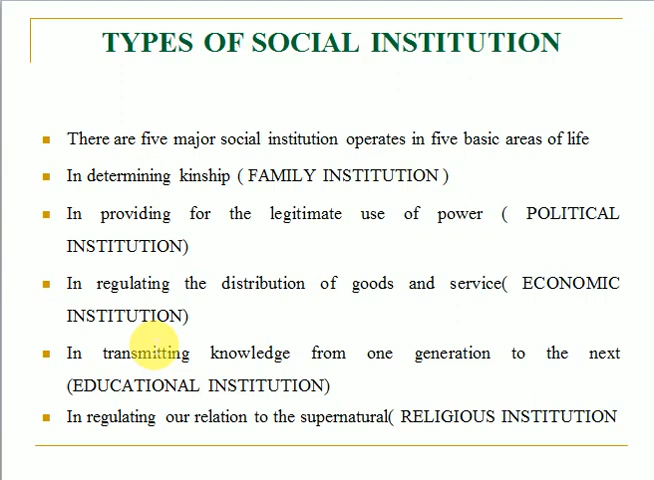 TYPES OF SOCIAL INSTITUTION
There are five major social institution operates in five basic areas of life
In determining kinship ( FAMILY INSTITUTION )
In providing for the legitimate use of power ( POLITICAL
INSTITUTION)
In regulating the distribution of goods and service( ECONOMIC
INSTITUTION)
In transmitting knowledge from one generation to the next
(EDUCATIONAL INSTITUTION)
In regulating our relation to the supernatural( RELIGIOUS INSTITUTION